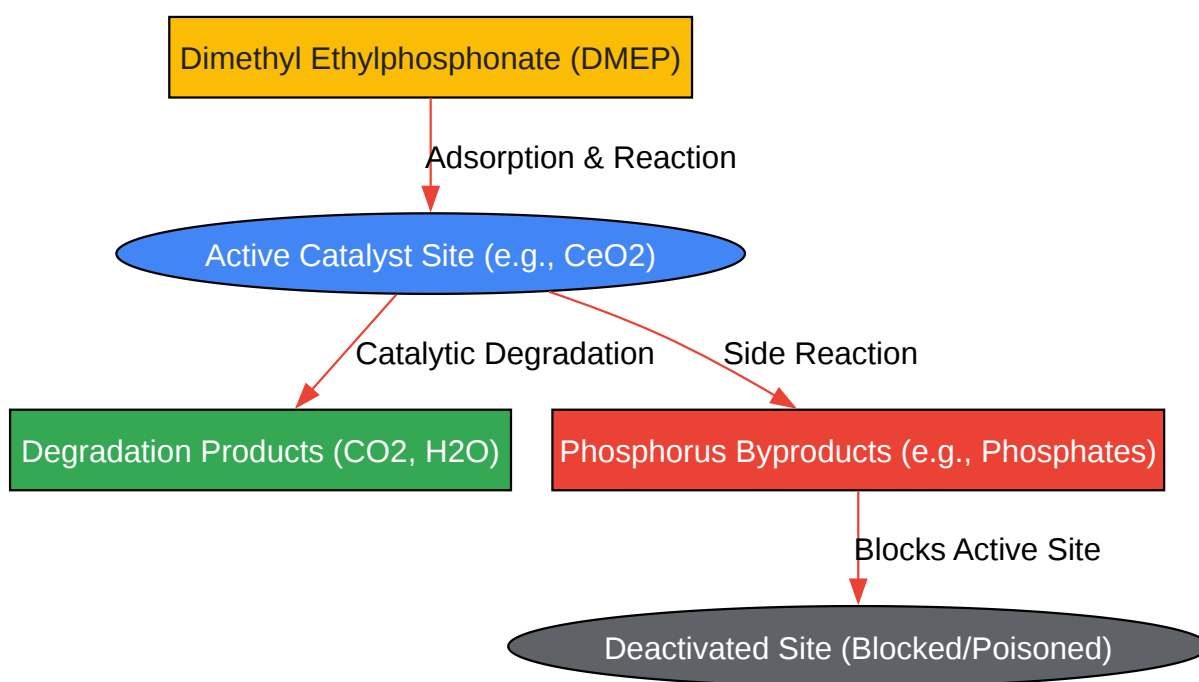 Dimethyl Ethylphosphonate (DMEP)
Adsorption & Reaction
Active Catalyst Site (e.g., CeO2)
Catalytic Degradation
Side Reaction
Degradation Products (CO2, H2O)
Phosphorus Byproducts (e.g., Phosphates)
Blocks Active Site
Deactivated Site (Blocked/Poisoned)